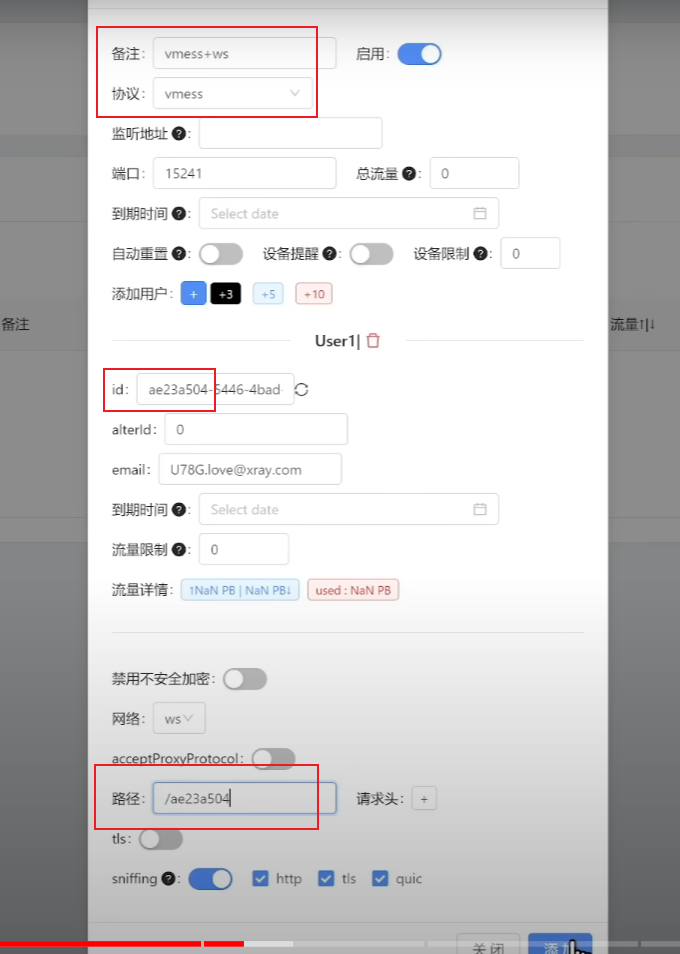 备注: vmess+ws 启用:
协议: vmess
监听地址 ?:
端口: 15241 总流量 ?: 0
到期时间 ?: Select date
自动重置 ?: 设备提醒 ?: 设备限制 ?: 0
添加用户: + +3 +5 +10
备注
流量↑|↓
User1|
id: ae23a504-5446-4bad-
alterId: 0
email: U78G.love@xray.com
到期时间 ?: Select date
流量限制 ?: 0
流量详情: ↑NaN PB | NaN PB↓ used : NaN PB
禁用不安全加密:
网络: ws
acceptProxyProtocol:
路径: /ae23a504 请求头: +
tls:
sniffing ?: http tls quic
关闭 添加